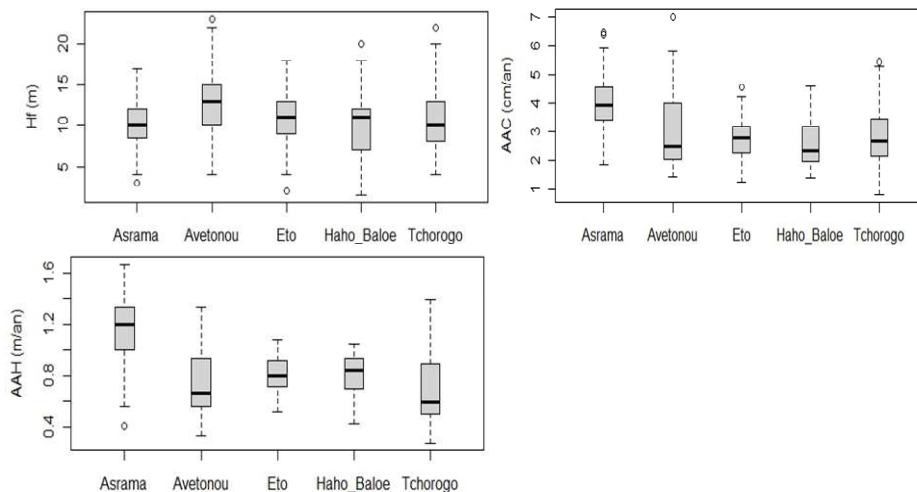 Hf (m)
20
15
10
5
Asrama Avetonou Eto Haho_Baloe Tchorogo
AAC (cm/an)
7
6
5
4
3
2
1
Asrama Avetonou Eto Haho_Baloe Tchorogo
AAH (m/an)
1.6
1.2
0.8
0.4
Asrama Avetonou Eto Haho_Baloe Tchorogo